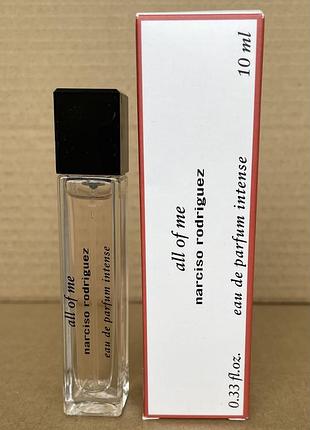 all of me
narciso rodriguez
eau de parfum intense
all of me
narciso rodriguez
eau de parfum intense
0.33 fl.oz.
10 ml